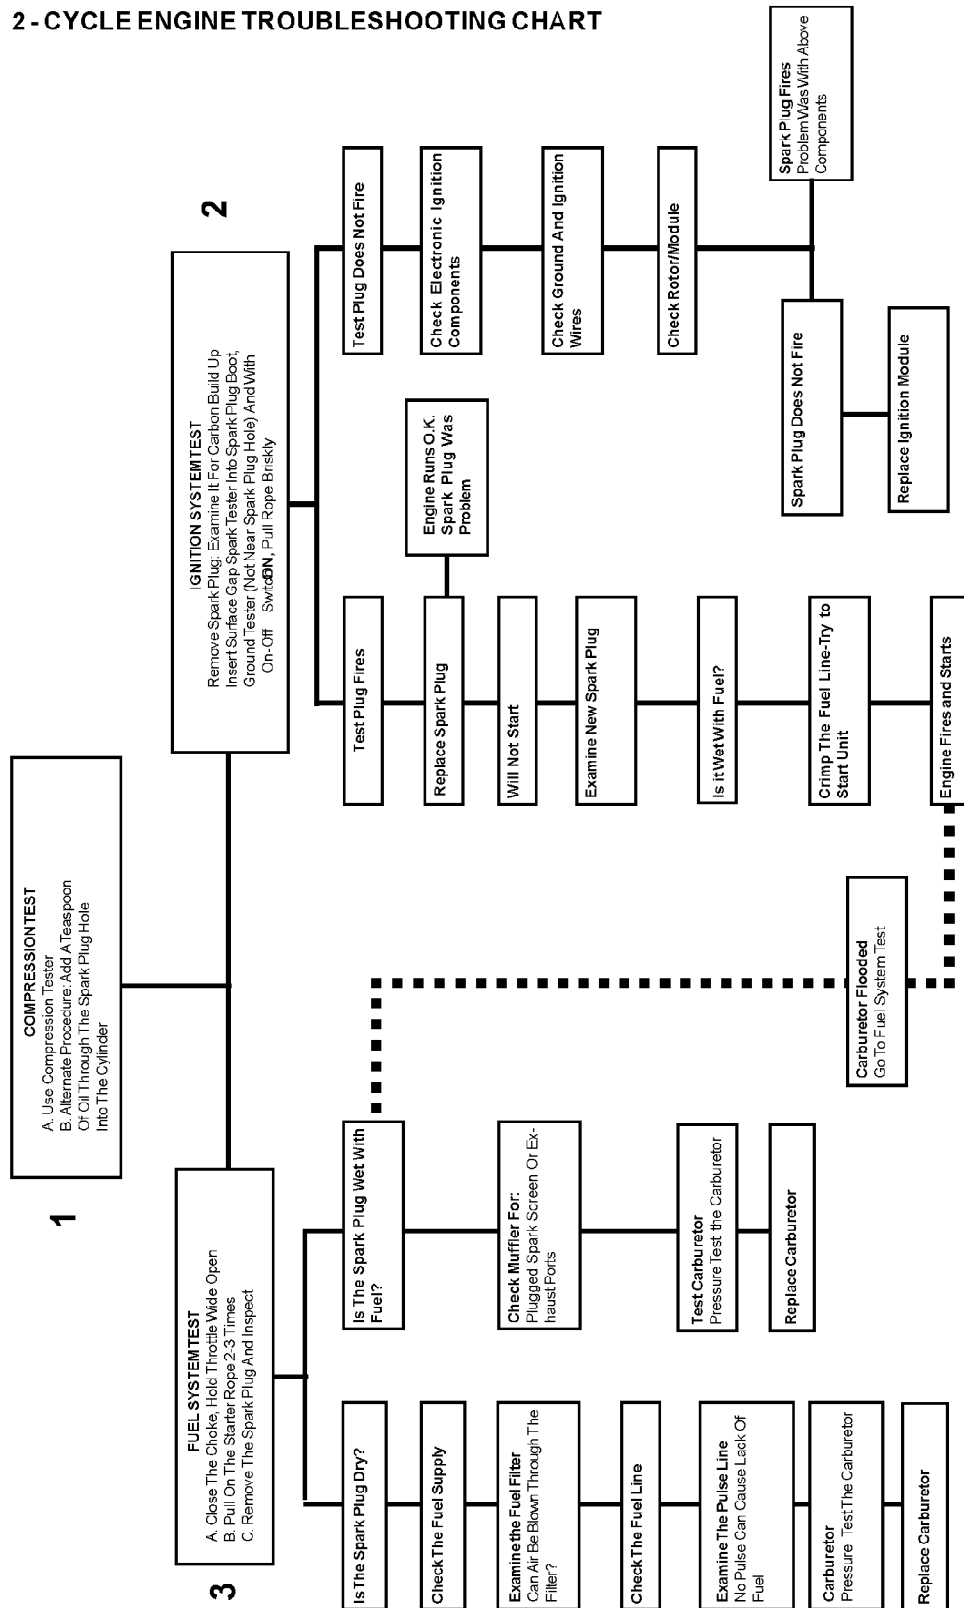 2 - CYCLE ENGINE TROUBLESHOOTING CHART
1
COMPRESSION TEST
A. Use Compression Tester
B. Alternate Procedure: Add A Teaspoon
Of Oil Through The Spark Plug Hole
Into The Cylinder
2
IGNITION SYSTEM TEST
Remove Spark Plug: Examine It For Carbon Build Up
Insert Surface Gap Spark Tester Into Spark Plug Boot,
Ground Tester (Not Near Spark Plug Hole) And With
On-Off ON, Pull Rope Briskly
Test Plug Fires
Replace Spark Plug
Engine Runs O.K.
Spark Plug Was
Problem
Will Not Start
Examine New Spark Plug
Is it Wet With Fuel?
Crimp The Fuel Line-Try to
Start Unit
Engine Fires and Starts
Test Plug Does Not Fire
Check Electronic Ignition
Components
Check Ground And Ignition
Wires
Check Rotor/Module
Spark Plug Fires
Problem Was With Above
Components
Spark Plug Does Not Fire
Replace Ignition Module
Carburetor Flooded
Go To Fuel System Test
3
FUEL SYSTEM TEST
A. Close The Choke, Hold Throttle Wide Open
B. Pull On The Starter Rope 2-3 Times
C. Remove The Spark Plug And Inspect
Is The Spark Plug Dry?
Check The Fuel Supply
Examine the Fuel Filter
Can Air Be Blown Through The
Filter?
Check The Fuel Line
Examine The Pulse Line
No Pulse Can Cause Lack Of
Fuel
Carburetor
Pressure Test The Carburetor
Replace Carburetor
Is The Spark Plug Wet With
Fuel?
Check Muffler For:
Plugged Spark Screen Or Ex-
haust Ports
Test Carburetor
Pressure Test the Carburetor
Replace Carburetor